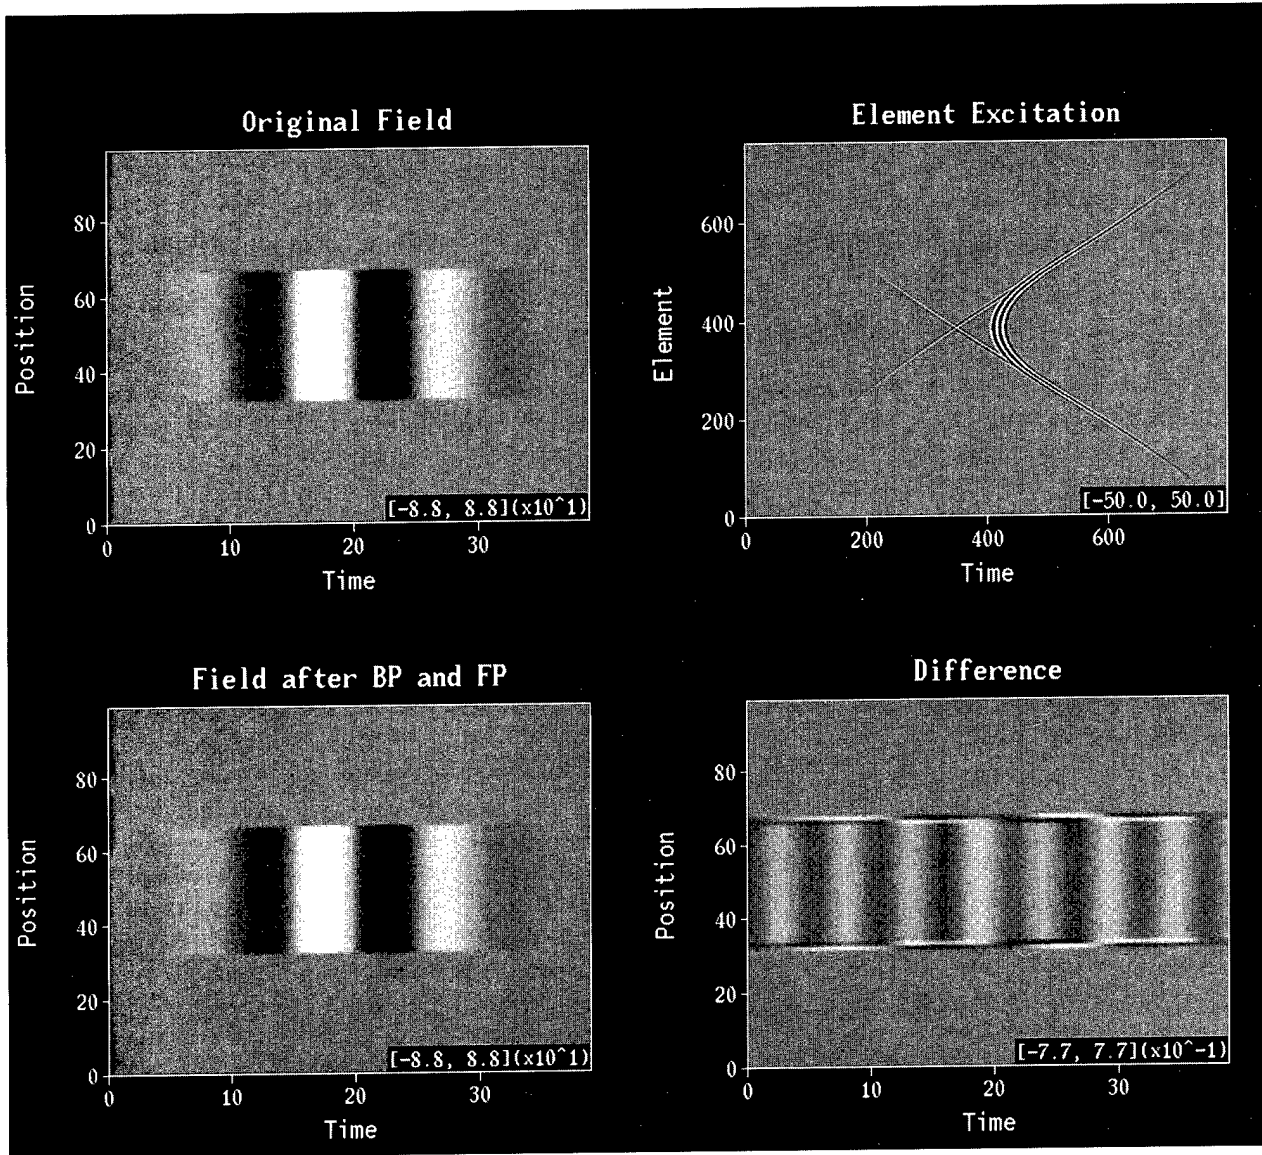 Original Field
Position
80
60
40
20
0
[-8.8, 8.8](x10^1)
0 10 20 30
Time
Element Excitation
Element
600
400
200
0
[-50.0, 50.0]
0 200 400 600
Time
Field after BP and FP
Position
80
60
40
20
0
[-8.8, 8.8](x10^1)
0 10 20 30
Time
Difference
Position
80
60
40
20
0
[-7.7, 7.7](x10^-1)
0 10 20 30
Time